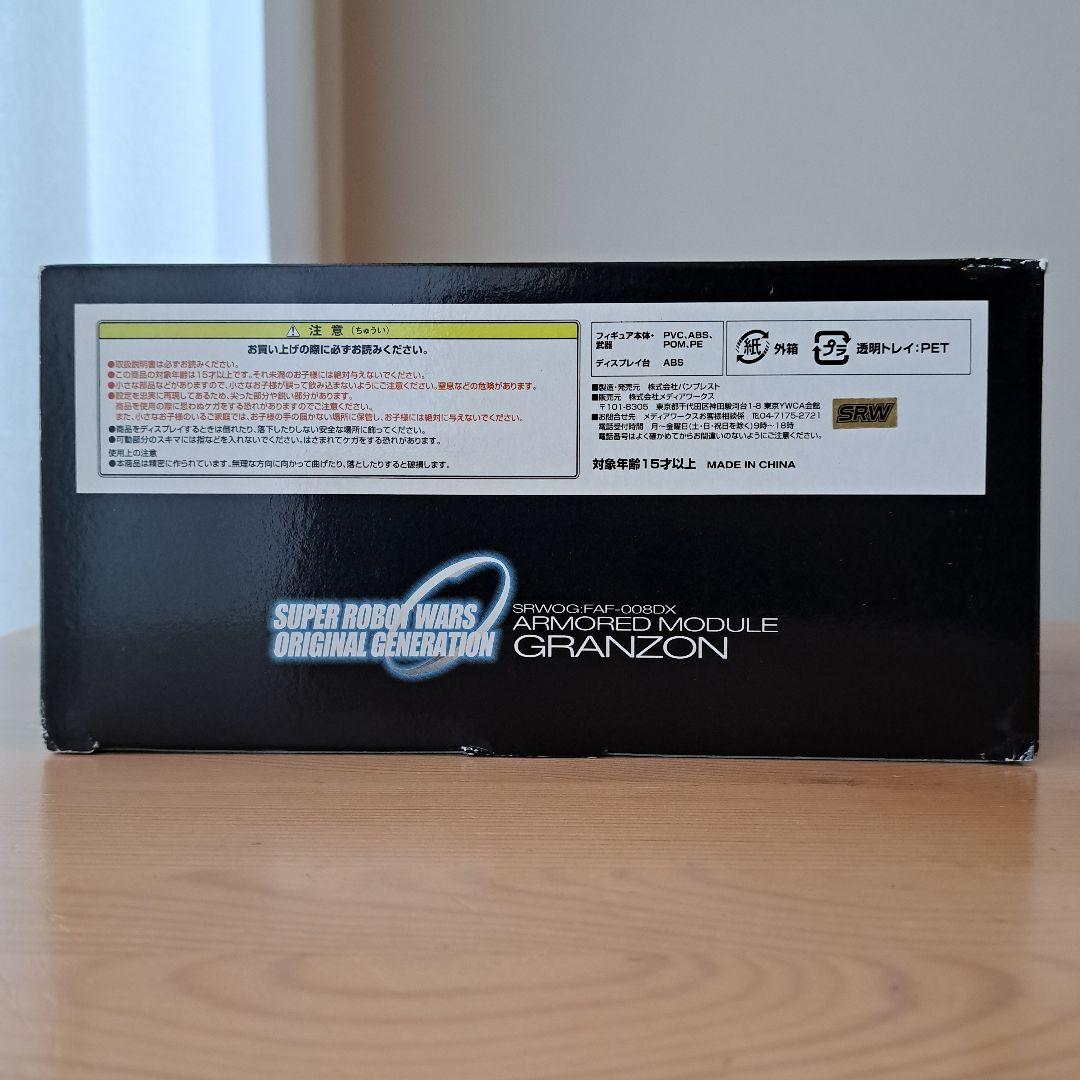 ⚠ 注意 (ちゅうい)
お買い上げの際に必ずお読みください。
●取扱説明書は必ずお読みください。
●この商品の対象年齢は15才以上です。それ未満のお子様には絶対与えないでください。
●小さな部品などがありますので、小さなお子様が誤って飲み込まないようにご注意ください。窒息などの危険があります。
●設定を忠実に再現してあるため、尖った部分や鋭い部分があります。
商品を使用の際に思わぬケガをする恐れがありますのでご注意ください。
また、小さなお子様のいるご家庭では、お子様の手の届かない場所に保管し、お子様には絶対に与えないでください。
●商品をディスプレイするときは倒れたり、落下したりしない安全な場所に飾ってください。
●可動部分のスキマには指などを入れないでください。はさまれてケガをする恐れがあります。
使用上の注意
●本商品は精密に作られています。無理な方向に向かって曲げたり、落としたりすると破損します。
フィギュア本体・武器 PVC、ABS、POM、PE
ディスプレイ台 ABS
紙 外箱 プラ 透明トレイ:PET
■製造・発売元 株式会社バンプレスト
■販売元 株式会社メディアワークス
〒101-8305 東京都千代田区神田駿河台1-8 東京YWCA会館
■お問合せ先 メディアワークスお客様相談係 TEL04-7175-2721
電話受付時間 月~金曜日(土・日・祝日を除く)9時~18時
電話番号はよく確かめてからお間違いのないようにご注意ください。
SRW
対象年齢15才以上 MADE IN CHINA
SUPER ROBOT WARS
ORIGINAL GENERATION
SRWOG:FAF-008DX
ARMORED MODULE
GRANZON